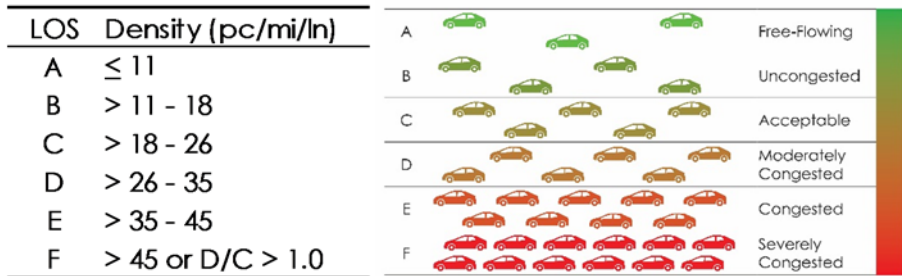 LOS Density (pc/mi/ln)
A ≤ 11
B > 11 - 18
C > 18 - 26
D > 26 - 35
E > 35 - 45
F > 45 or D/C > 1.0
A Free-Flowing
B Uncongested
C Acceptable
D Moderately
Congested
E Congested
F Severely
Congested